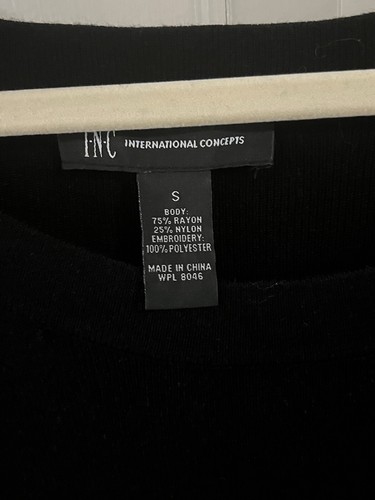 I·N·C INTERNATIONAL CONCEPTS
S
BODY:
75% RAYON
25% NYLON
EMBROIDERY:
100% POLYESTER
MADE IN CHINA
WPL 8046